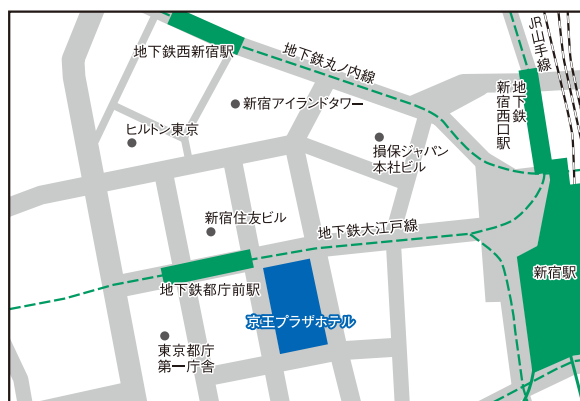 地下鉄西新宿駅
地下鉄丸ノ内線
JR山手線
地下鉄
新宿西口駅
新宿アイランドタワー
ヒルトン東京
損保ジャパン
本社ビル
新宿住友ビル
地下鉄大江戸線
新宿駅
地下鉄都庁前駅
京王プラザホテル
東京都庁
第一庁舎